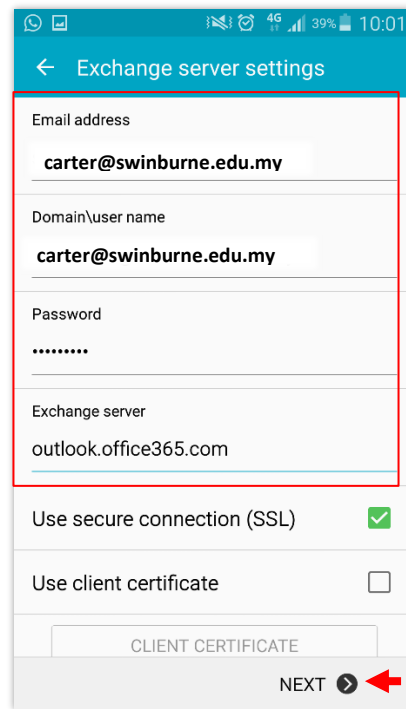 4G 39% 10:01
Exchange server settings
Email address
carter@swinburne.edu.my
Domain\user name
carter@swinburne.edu.my
Password
•••••••••
Exchange server
outlook.office365.com
Use secure connection (SSL)
Use client certificate
CLIENT CERTIFICATE
NEXT